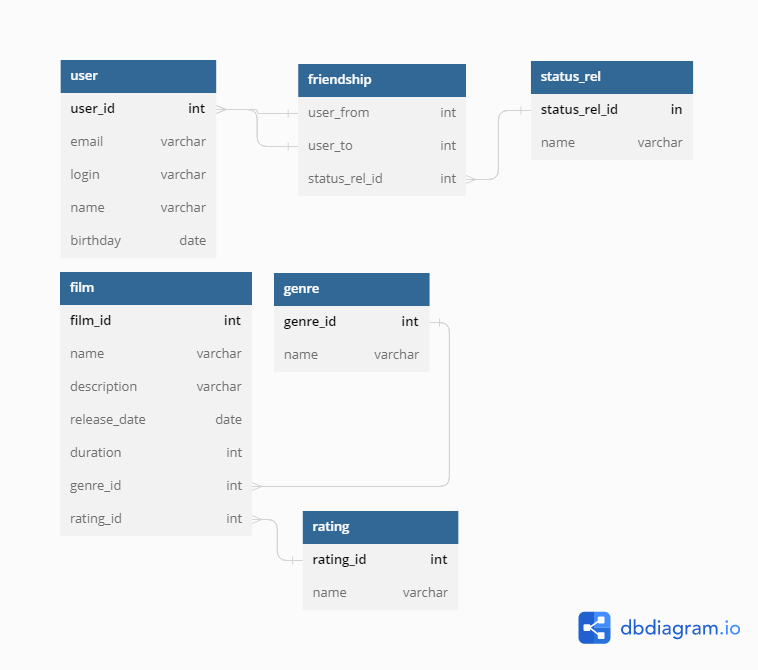 user
user_id int
email varchar
login varchar
name varchar
birthday date
friendship
user_from int
user_to int
status_rel_id int
status_rel
status_rel_id in
name varchar
film
film_id int
name varchar
description varchar
release_date date
duration int
genre_id int
rating_id int
genre
genre_id int
name varchar
rating
rating_id int
name varchar
dbdiagram.io